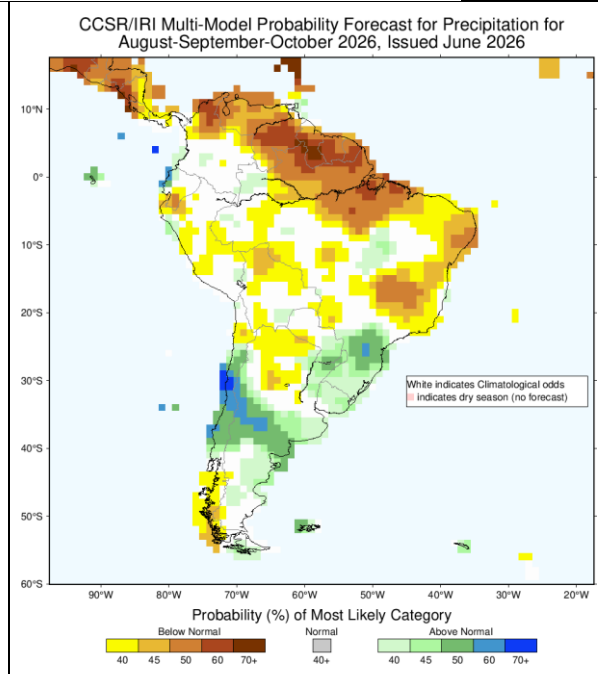 CCSR/IRI Multi-Model Probability Forecast for Precipitation for
August-September-October 2026, Issued June 2026
10°N
0°
10°S
20°S
30°S
40°S
50°S
60°S
White indicates Climatological odds
indicates dry season (no forecast)
90°W 80°W 70°W 60°W 50°W 40°W 30°W 20°W
Probability (%) of Most Likely Category
Below Normal Normal Above Normal
40 45 50 60 70+ 40+ 40 45 50 60 70+